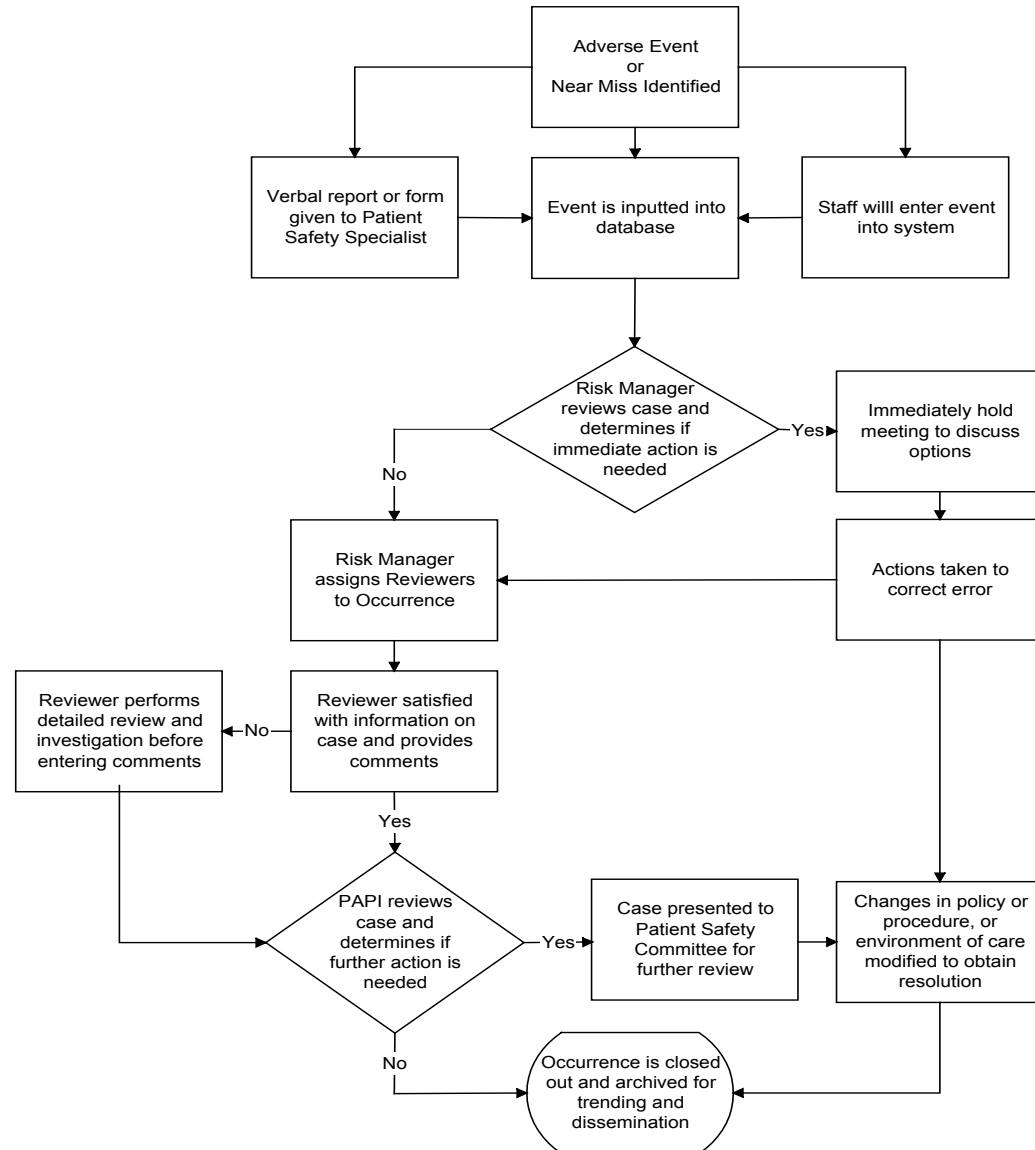 Adverse Event
or
Near Miss Identified
Verbal report or form
given to Patient
Safety Specialist
Event is inputted into
database
Staff willl enter event
into system
Risk Manager
reviews case and
determines if
immediate action is
needed
Yes
Immediately hold
meeting to discuss
options
No
Risk Manager
assigns Reviewers
to Occurrence
Actions taken to
correct error
Reviewer performs
detailed review and
investigation before
entering comments
No
Reviewer satisfied
with information on
case and provides
comments
Yes
PAPI reviews
case and
determines if
further action is
needed
Yes
Case presented to
Patient Safety
Committee for
further review
Changes in policy or
procedure, or
environment of care
modified to obtain
resolution
No
Occurrence is closed
out and archived for
trending and
dissemination